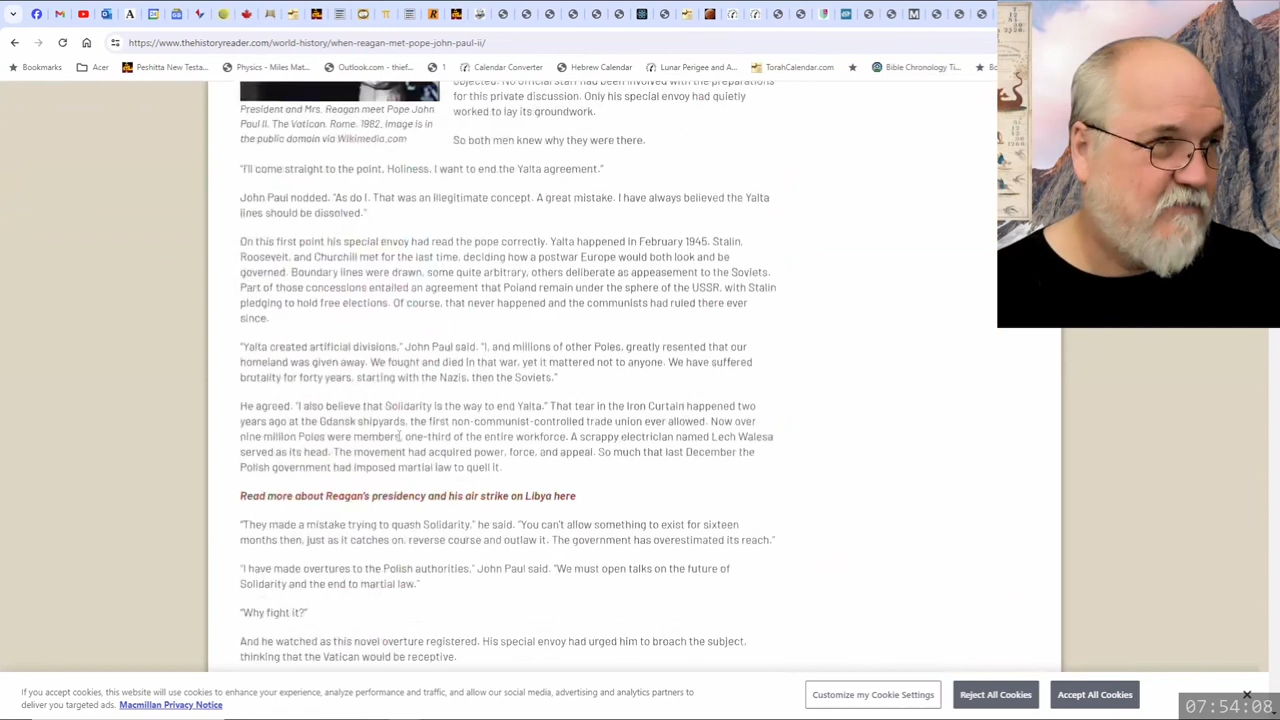 https://www.thehistoryreader.com/world-history/when-reagan-met-pope-john-paul-ii/
Bookmarks
Acer
Peshitta New Testa...
Physics - Miles Ma...
Outlook.com - thief...
1
Calendar Converter
Hebrew Calendar
Lunar Perigee and A...
TorahCalendar.com
Bible Chronology Ti...
objected. No official staff had been involved with the preparations
for this private discussion. Only his special envoy had quietly
worked to lay its groundwork.
President and Mrs. Reagan meet Pope John
Paul II. The Vatican, Rome. 1982. Image is in
the public domain via Wikimedia.com
So both men knew why they were there.
“I’ll come straight to the point, Holiness. I want to end the Yalta agreement.”
John Paul nodded. “As do I. That was an illegitimate concept. A great mistake. I have always believed the Yalta
lines should be dissolved.”
On this first point his special envoy had read the pope correctly. Yalta happened in February 1945. Stalin,
Roosevelt, and Churchill met for the last time, deciding how a postwar Europe would both look and be
governed. Boundary lines were drawn, some quite arbitrary, others deliberate as appeasement to the Soviets.
Part of those concessions entailed an agreement that Poland remain under the sphere of the USSR, with Stalin
pledging to hold free elections. Of course, that never happened and the communists had ruled there ever
since.
“Yalta created artificial divisions,” John Paul said. “I, and millions of other Poles, greatly resented that our
homeland was given away. We fought and died in that war, yet it mattered not to anyone. We have suffered
brutality for forty years, starting with the Nazis, then the Soviets.”
He agreed. “I also believe that Solidarity is the way to end Yalta.” That tear in the Iron Curtain happened two
years ago at the Gdansk shipyards, the first non-communist-controlled trade union ever allowed. Now over
nine million Poles were members, one-third of the entire workforce. A scrappy electrician named Lech Walesa
served as its head. The movement had acquired power, force, and appeal. So much that last December the
Polish government had imposed martial law to quell it.
Read more about Reagan’s presidency and his air strike on Libya here
“They made a mistake trying to quash Solidarity,” he said. “You can’t allow something to exist for sixteen
months then, just as it catches on, reverse course and outlaw it. The government has overestimated its reach.”
“I have made overtures to the Polish authorities,” John Paul said. “We must open talks on the future of
Solidarity and the end to martial law.”
“Why fight it?”
And he watched as this novel overture registered. His special envoy had urged him to broach the subject,
thinking that the Vatican would be receptive.
If you accept cookies, this website will use cookies to enhance your experience, analyze performance and traffic, and allow our social media, advertising and analytics partners to
deliver you targeted ads. Macmillan Privacy Notice
Customize my Cookie Settings
Reject All Cookies
Accept All Cookies
07:54:08